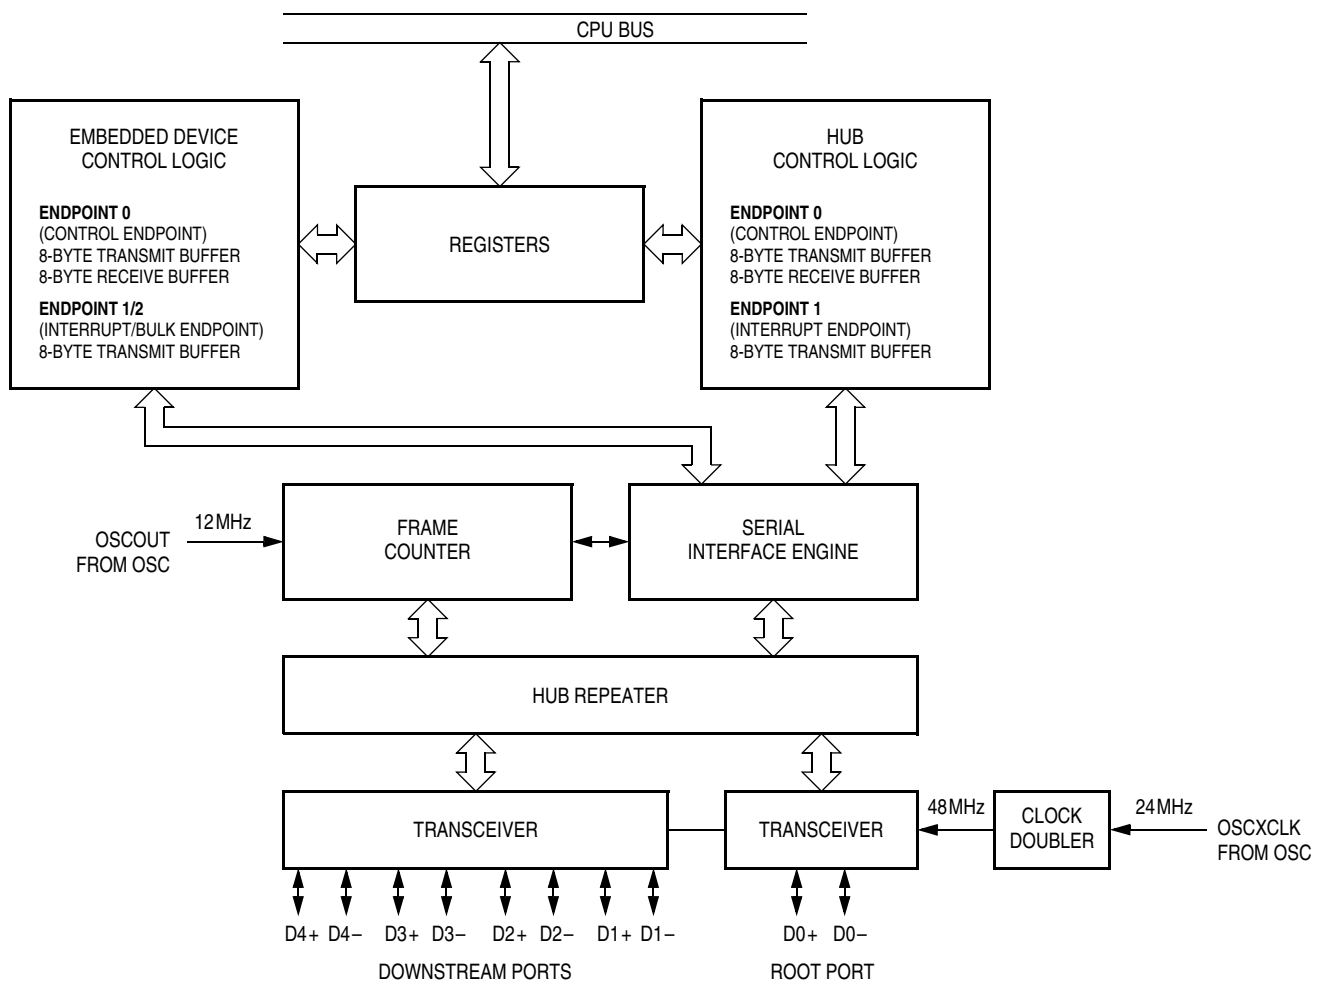 CPU BUS
EMBEDDED DEVICE
CONTROL LOGIC
ENDPOINT 0
(CONTROL ENDPOINT)
8-BYTE TRANSMIT BUFFER
8-BYTE RECEIVE BUFFER
ENDPOINT 1/2
(INTERRUPT/BULK ENDPOINT)
8-BYTE TRANSMIT BUFFER
REGISTERS
HUB
CONTROL LOGIC
ENDPOINT 0
(CONTROL ENDPOINT)
8-BYTE TRANSMIT BUFFER
8-BYTE RECEIVE BUFFER
ENDPOINT 1
(INTERRUPT ENDPOINT)
8-BYTE TRANSMIT BUFFER
OSCOUT
FROM OSC
12MHz
FRAME
COUNTER
SERIAL
INTERFACE ENGINE
HUB REPEATER
TRANSCEIVER
TRANSCEIVER
48MHz
CLOCK
DOUBLER
24MHz
OSCXCLK
FROM OSC
D4+ D4– D3+ D3– D2+ D2– D1+ D1–
D0+ D0–
DOWNSTREAM PORTS
ROOT PORT